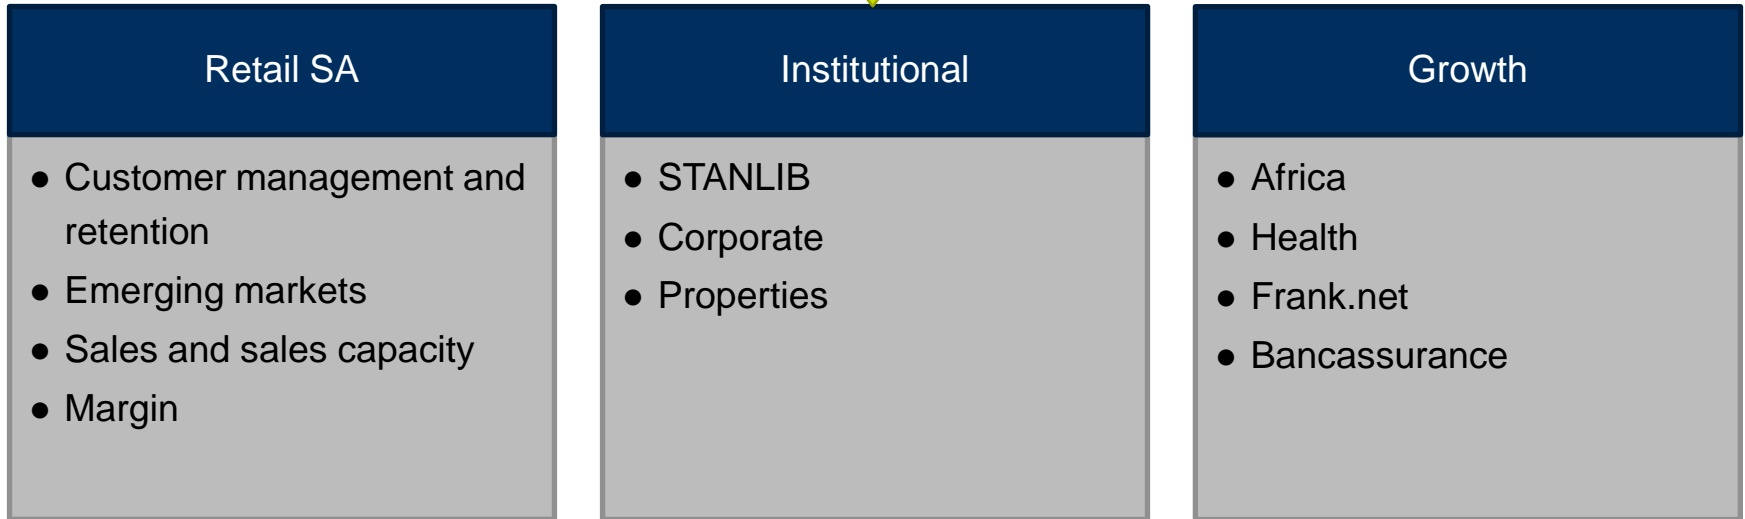 Retail SA
● Customer management and
retention
● Emerging markets
● Sales and sales capacity
● Margin
Institutional
● STANLIB
● Corporate
● Properties
Growth
● Africa
● Health
● Frank.net
● Bancassurance